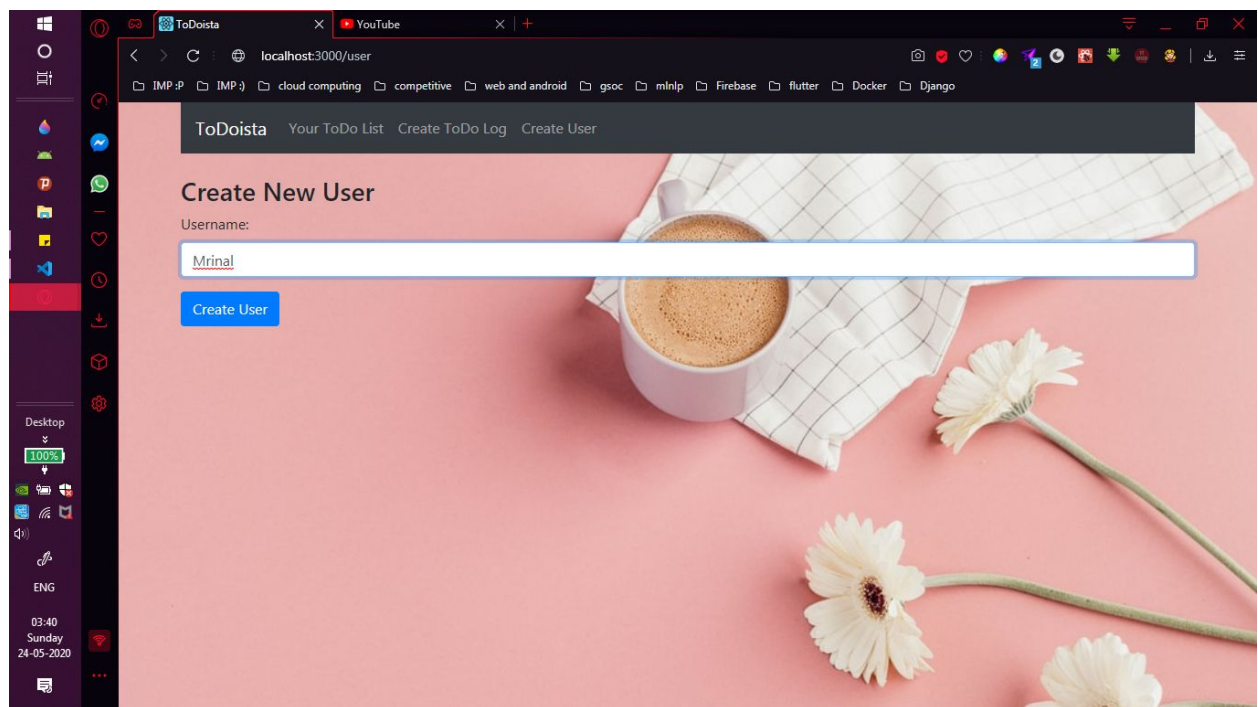 ToDoista
YouTube
localhost:3000/user
2
IMP :P
IMP :)
cloud computing
competitive
web and android
gsoc
mlnlp
Firebase
flutter
Docker
Django
ToDoista
Your ToDo List
Create ToDo Log
Create User
Create New User
Username:
Mrinal
Create User
Desktop
100%
ENG
03:40
Sunday
24-05-2020